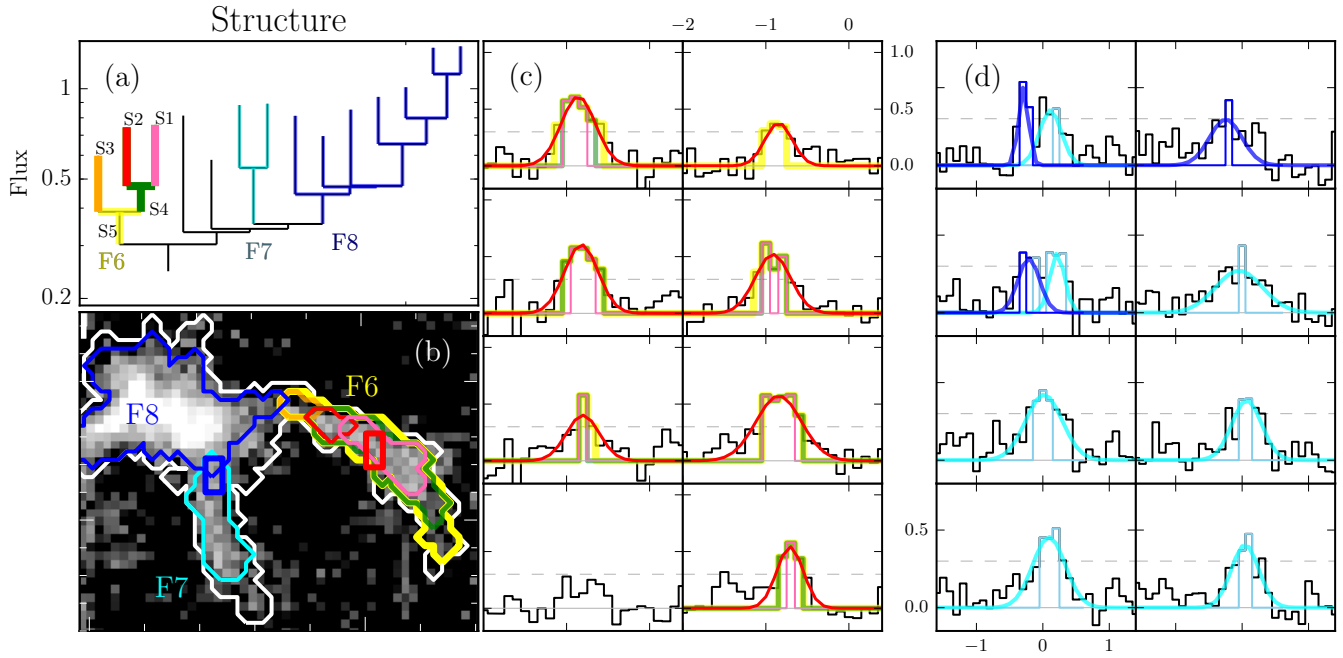 Structure
−2 −1 0
(a)
(c)
(d)
1.0
0.5
0.0
1
0.5
0.2
Flux
S2 S1
S3
S4
S5
F6
F7
F8
(b)
F6
F8
F7
0.5
0.0
−1 0 1